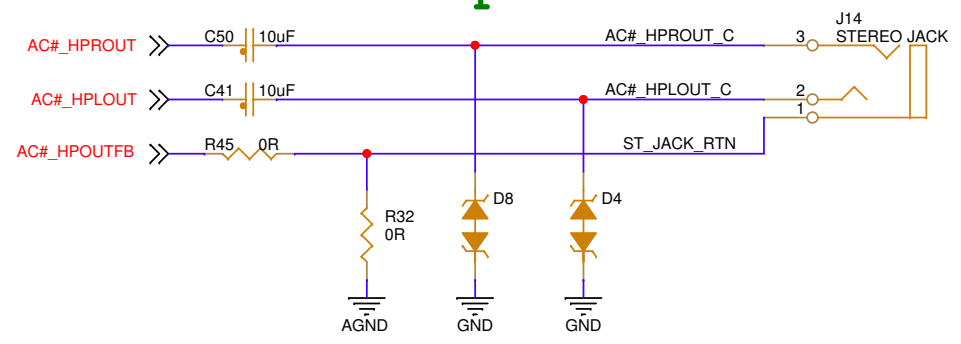 J14
AC#_HPROUT C50 10uF AC#_HPROUT_C 3 STEREO JACK
AC#_HPLOUT C41 10uF AC#_HPLOUT_C 2
1
AC#_HPOUTFB R45 0R ST_JACK_RTN
D8 D4
R32
0R
AGND GND GND